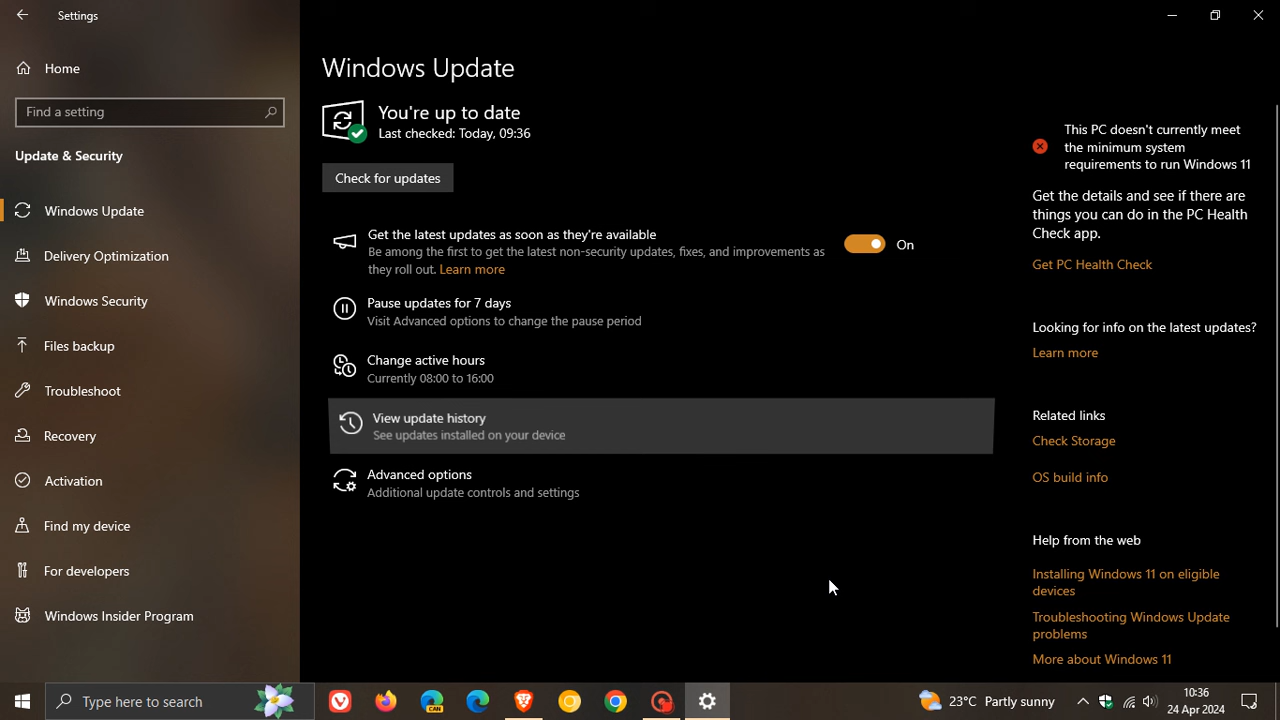 Settings
Home
Find a setting
Update & Security
Windows Update
Delivery Optimization
Windows Security
Files backup
Troubleshoot
Recovery
Activation
Find my device
For developers
Windows Insider Program
Windows Update
You're up to date
Last checked: Today, 09:36
Check for updates
Get the latest updates as soon as they're available
Be among the first to get the latest non-security updates, fixes, and improvements as
they roll out. Learn more
On
Pause updates for 7 days
Visit Advanced options to change the pause period
Change active hours
Currently 08:00 to 16:00
View update history
See updates installed on your device
Advanced options
Additional update controls and settings
This PC doesn't currently meet
the minimum system
requirements to run Windows 11
Get the details and see if there are
things you can do in the PC Health
Check app.
Get PC Health Check
Looking for info on the latest updates?
Learn more
Related links
Check Storage
OS build info
Help from the web
Installing Windows 11 on eligible
devices
Troubleshooting Windows Update
problems
More about Windows 11
Type here to search
CAN
23°C Partly sunny
10:36
24 Apr 2024